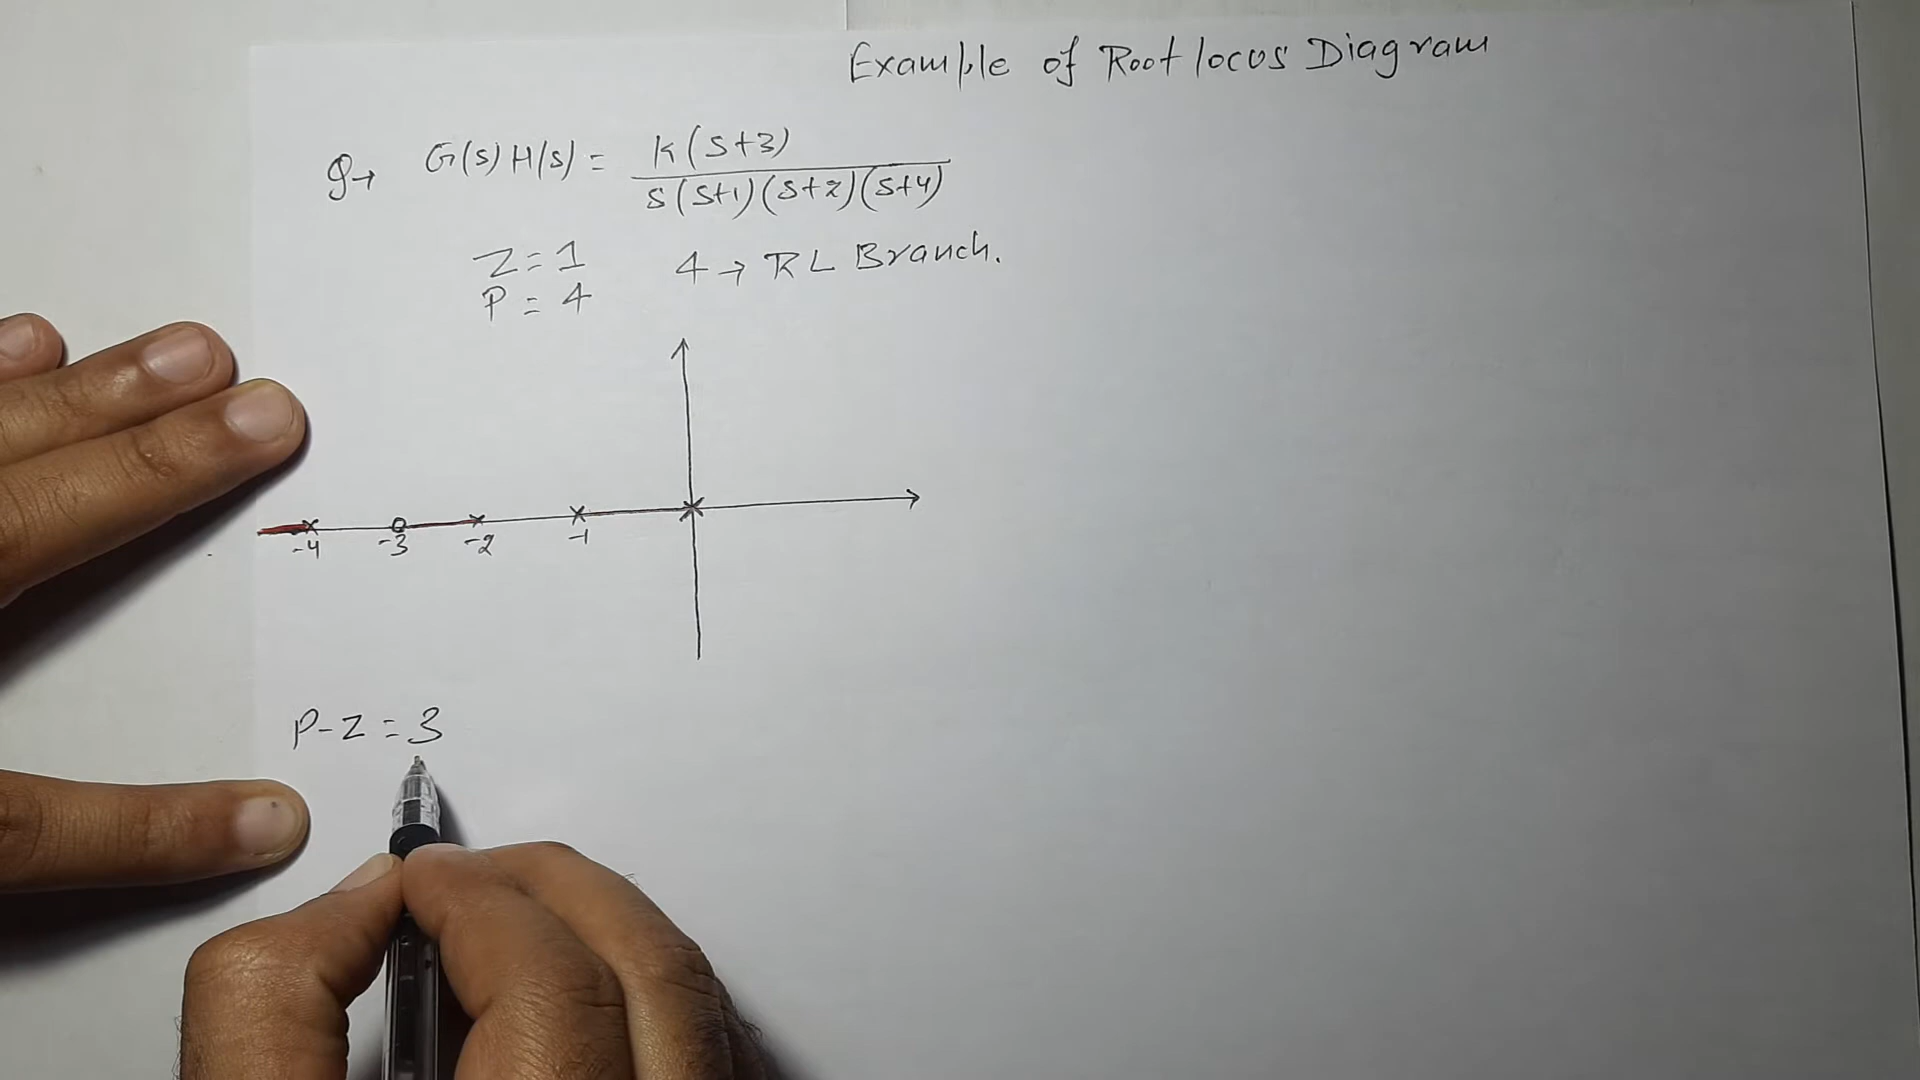 Example of Root locus Diagram
Q→ G(s)H(s) = K(s+3)
s(s+1)(s+2)(s+4)
Z=1 4→ RL Branch.
P=4
-4 -3 -2 -1
P-Z=3